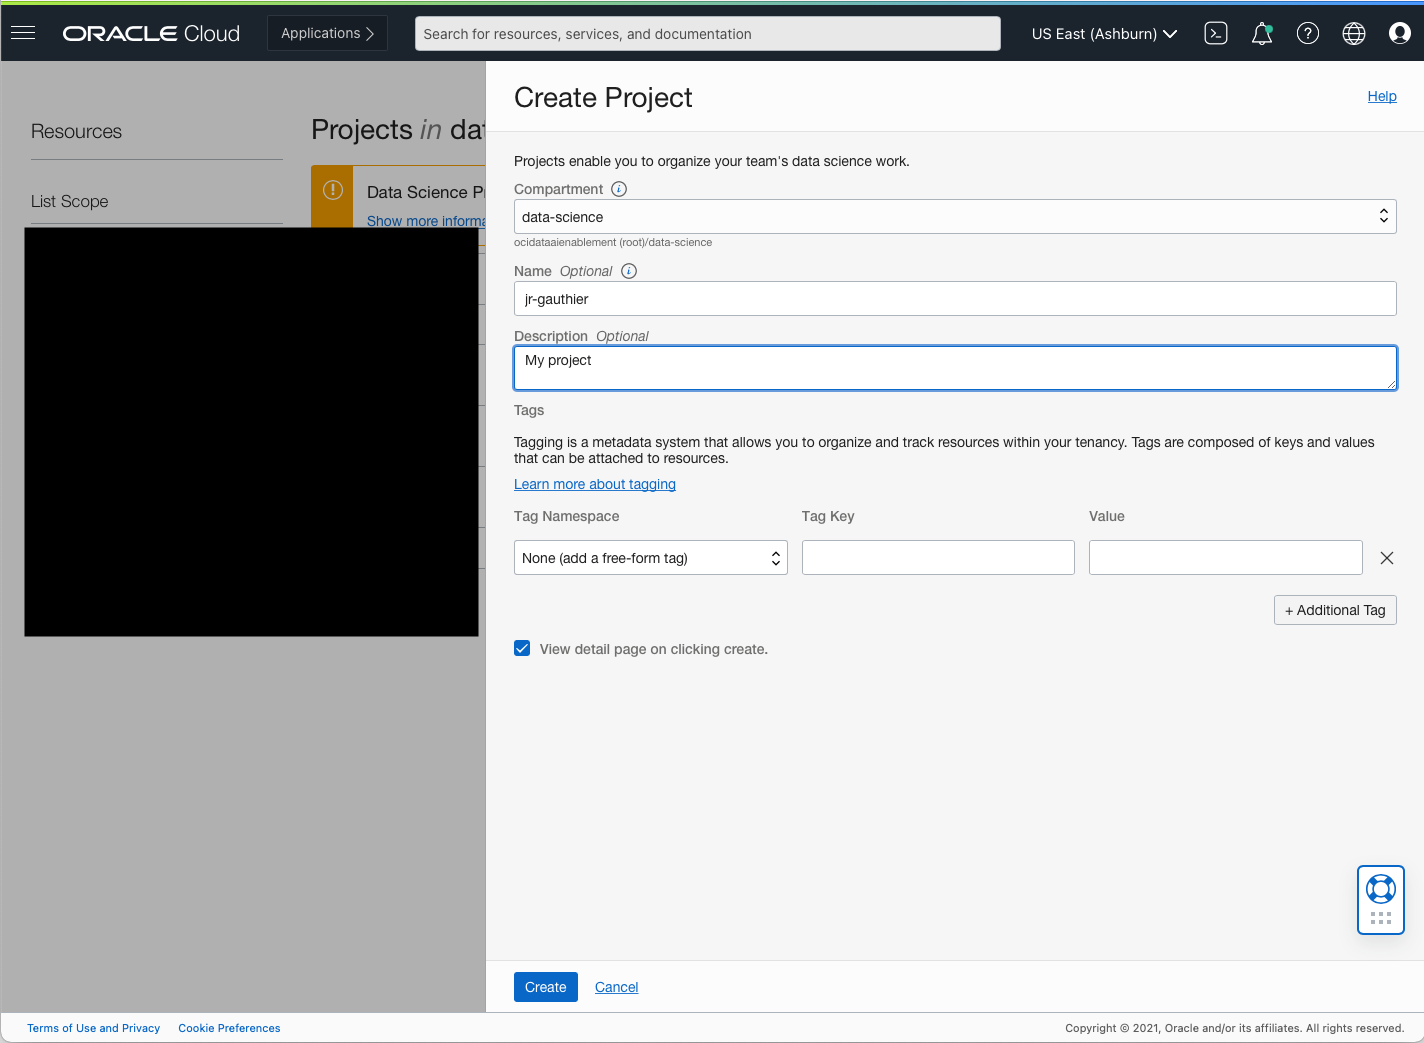 ORACLE Cloud
Applications
Search for resources, services, and documentation
US East (Ashburn)
Resources
List Scope
Projects in dat
Data Science P
Show more informa
Create Project
Help
Projects enable you to organize your team's data science work.
Compartment
data-science
ocidataaienablement (root)/data-science
Name Optional
jr-gauthier
Description Optional
My project
Tags
Tagging is a metadata system that allows you to organize and track resources within your tenancy. Tags are composed of keys and values
that can be attached to resources.
Learn more about tagging
Tag Namespace Tag Key Value
None (add a free-form tag)
+ Additional Tag
View detail page on clicking create.
Create Cancel
Terms of Use and Privacy Cookie Preferences
Copyright © 2021, Oracle and/or its affiliates. All rights reserved.